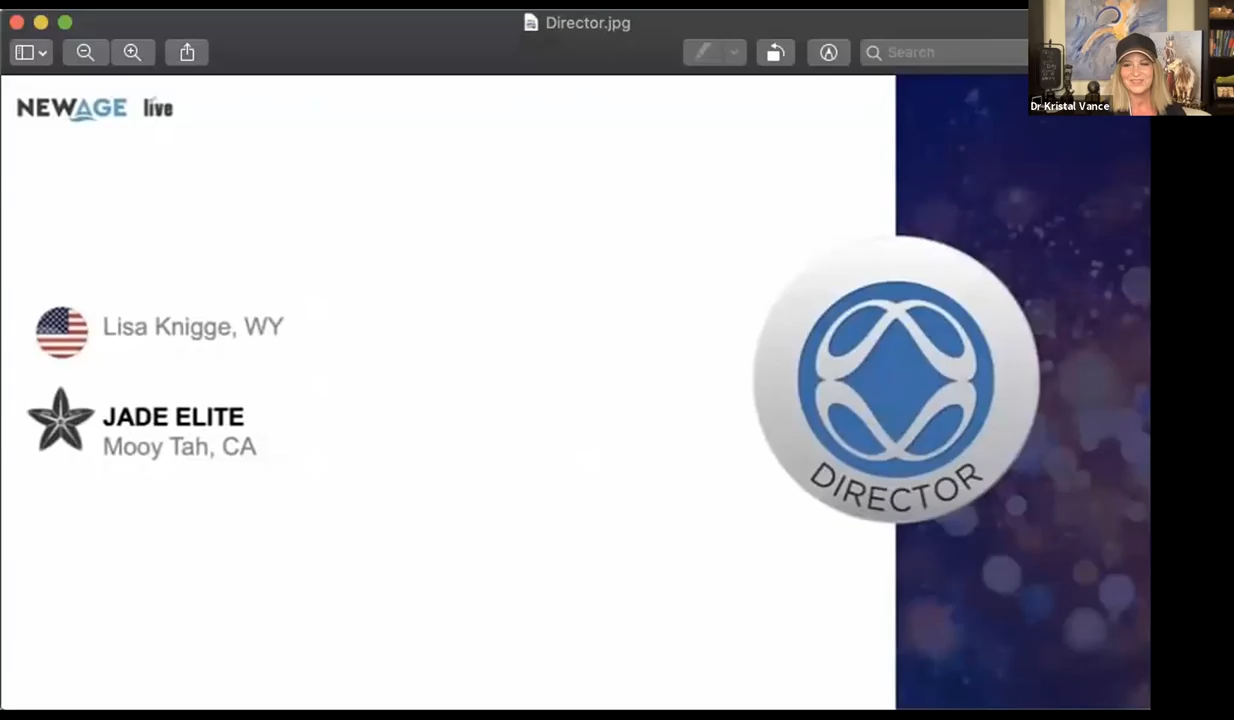 Director.jpg
Search
Dr Kristal Vance
NEWAGE live
Lisa Knigge, WY
JADE ELITE
Mooy Tah, CA
DIRECTOR